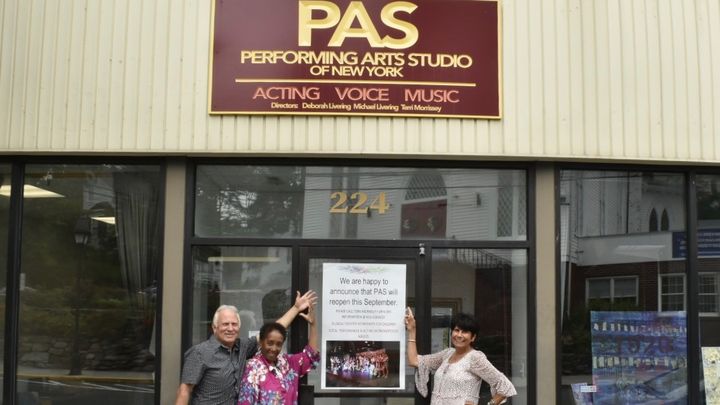 PAS
PERFORMING ARTS STUDIO
OF NEW YORK
ACTING VOICE MUSIC
Directors: Deborah Livering Michael Livering Terri Morrissey
224
We are happy to
announce that PAS will
reopen this September.